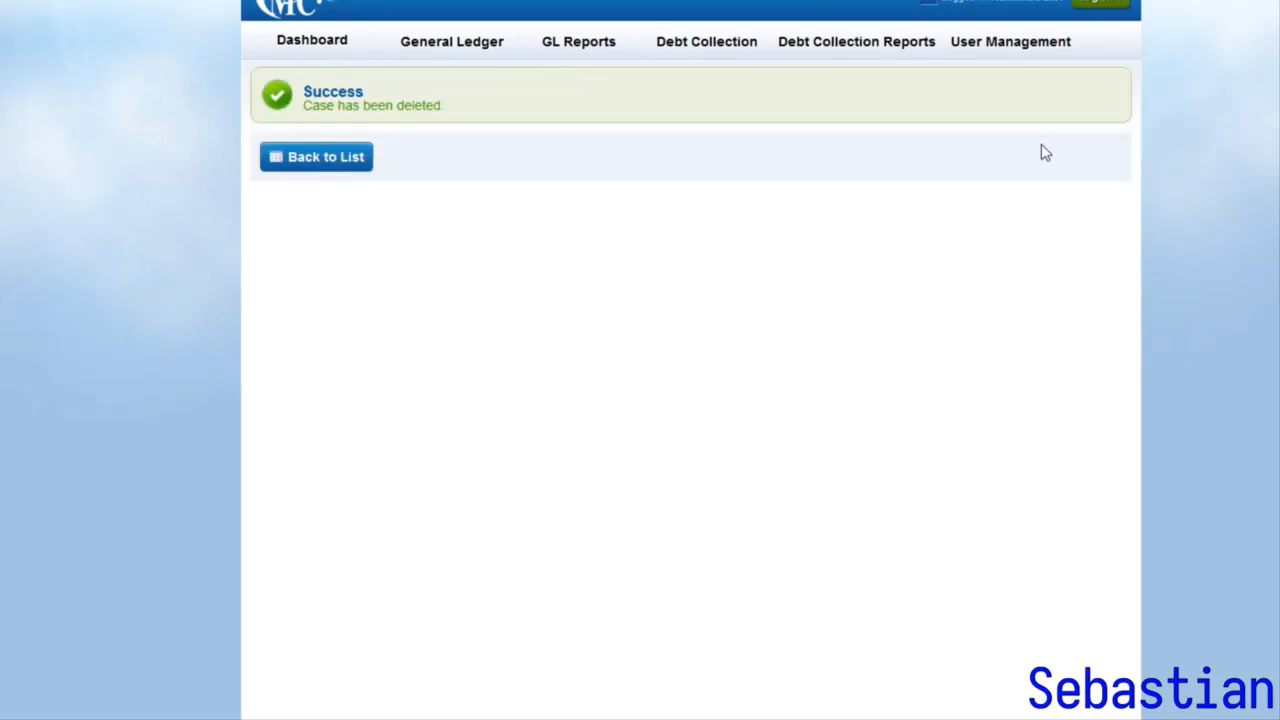 Dashboard General Ledger GL Reports Debt Collection Debt Collection Reports User Management
Success
Case has been deleted.
Back to List
Sebastian